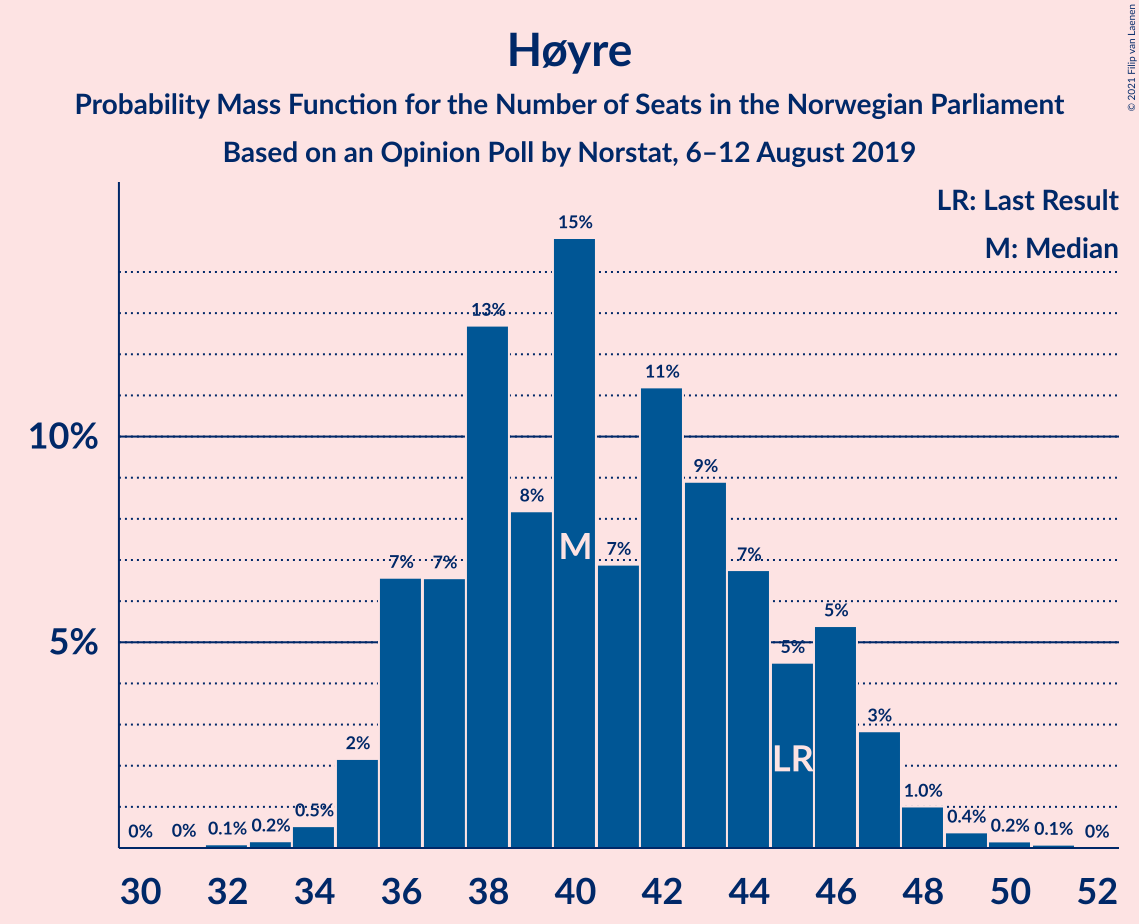 Høyre
Probability Mass Function for the Number of Seats in the Norwegian Parliament
Based on an Opinion Poll by Norstat, 6–12 August 2019
© 2021 Filip van Laenen
LR: Last Result
M: Median
10%
5%
0% 0% 0.1% 0.2% 0.5% 2% 7% 7% 13% 8% 15% 7% 11% 9% 7% 5% 5% 3% 1.0% 0.4% 0.2% 0.1% 0%
M
LR
30 32 34 36 38 40 42 44 46 48 50 52